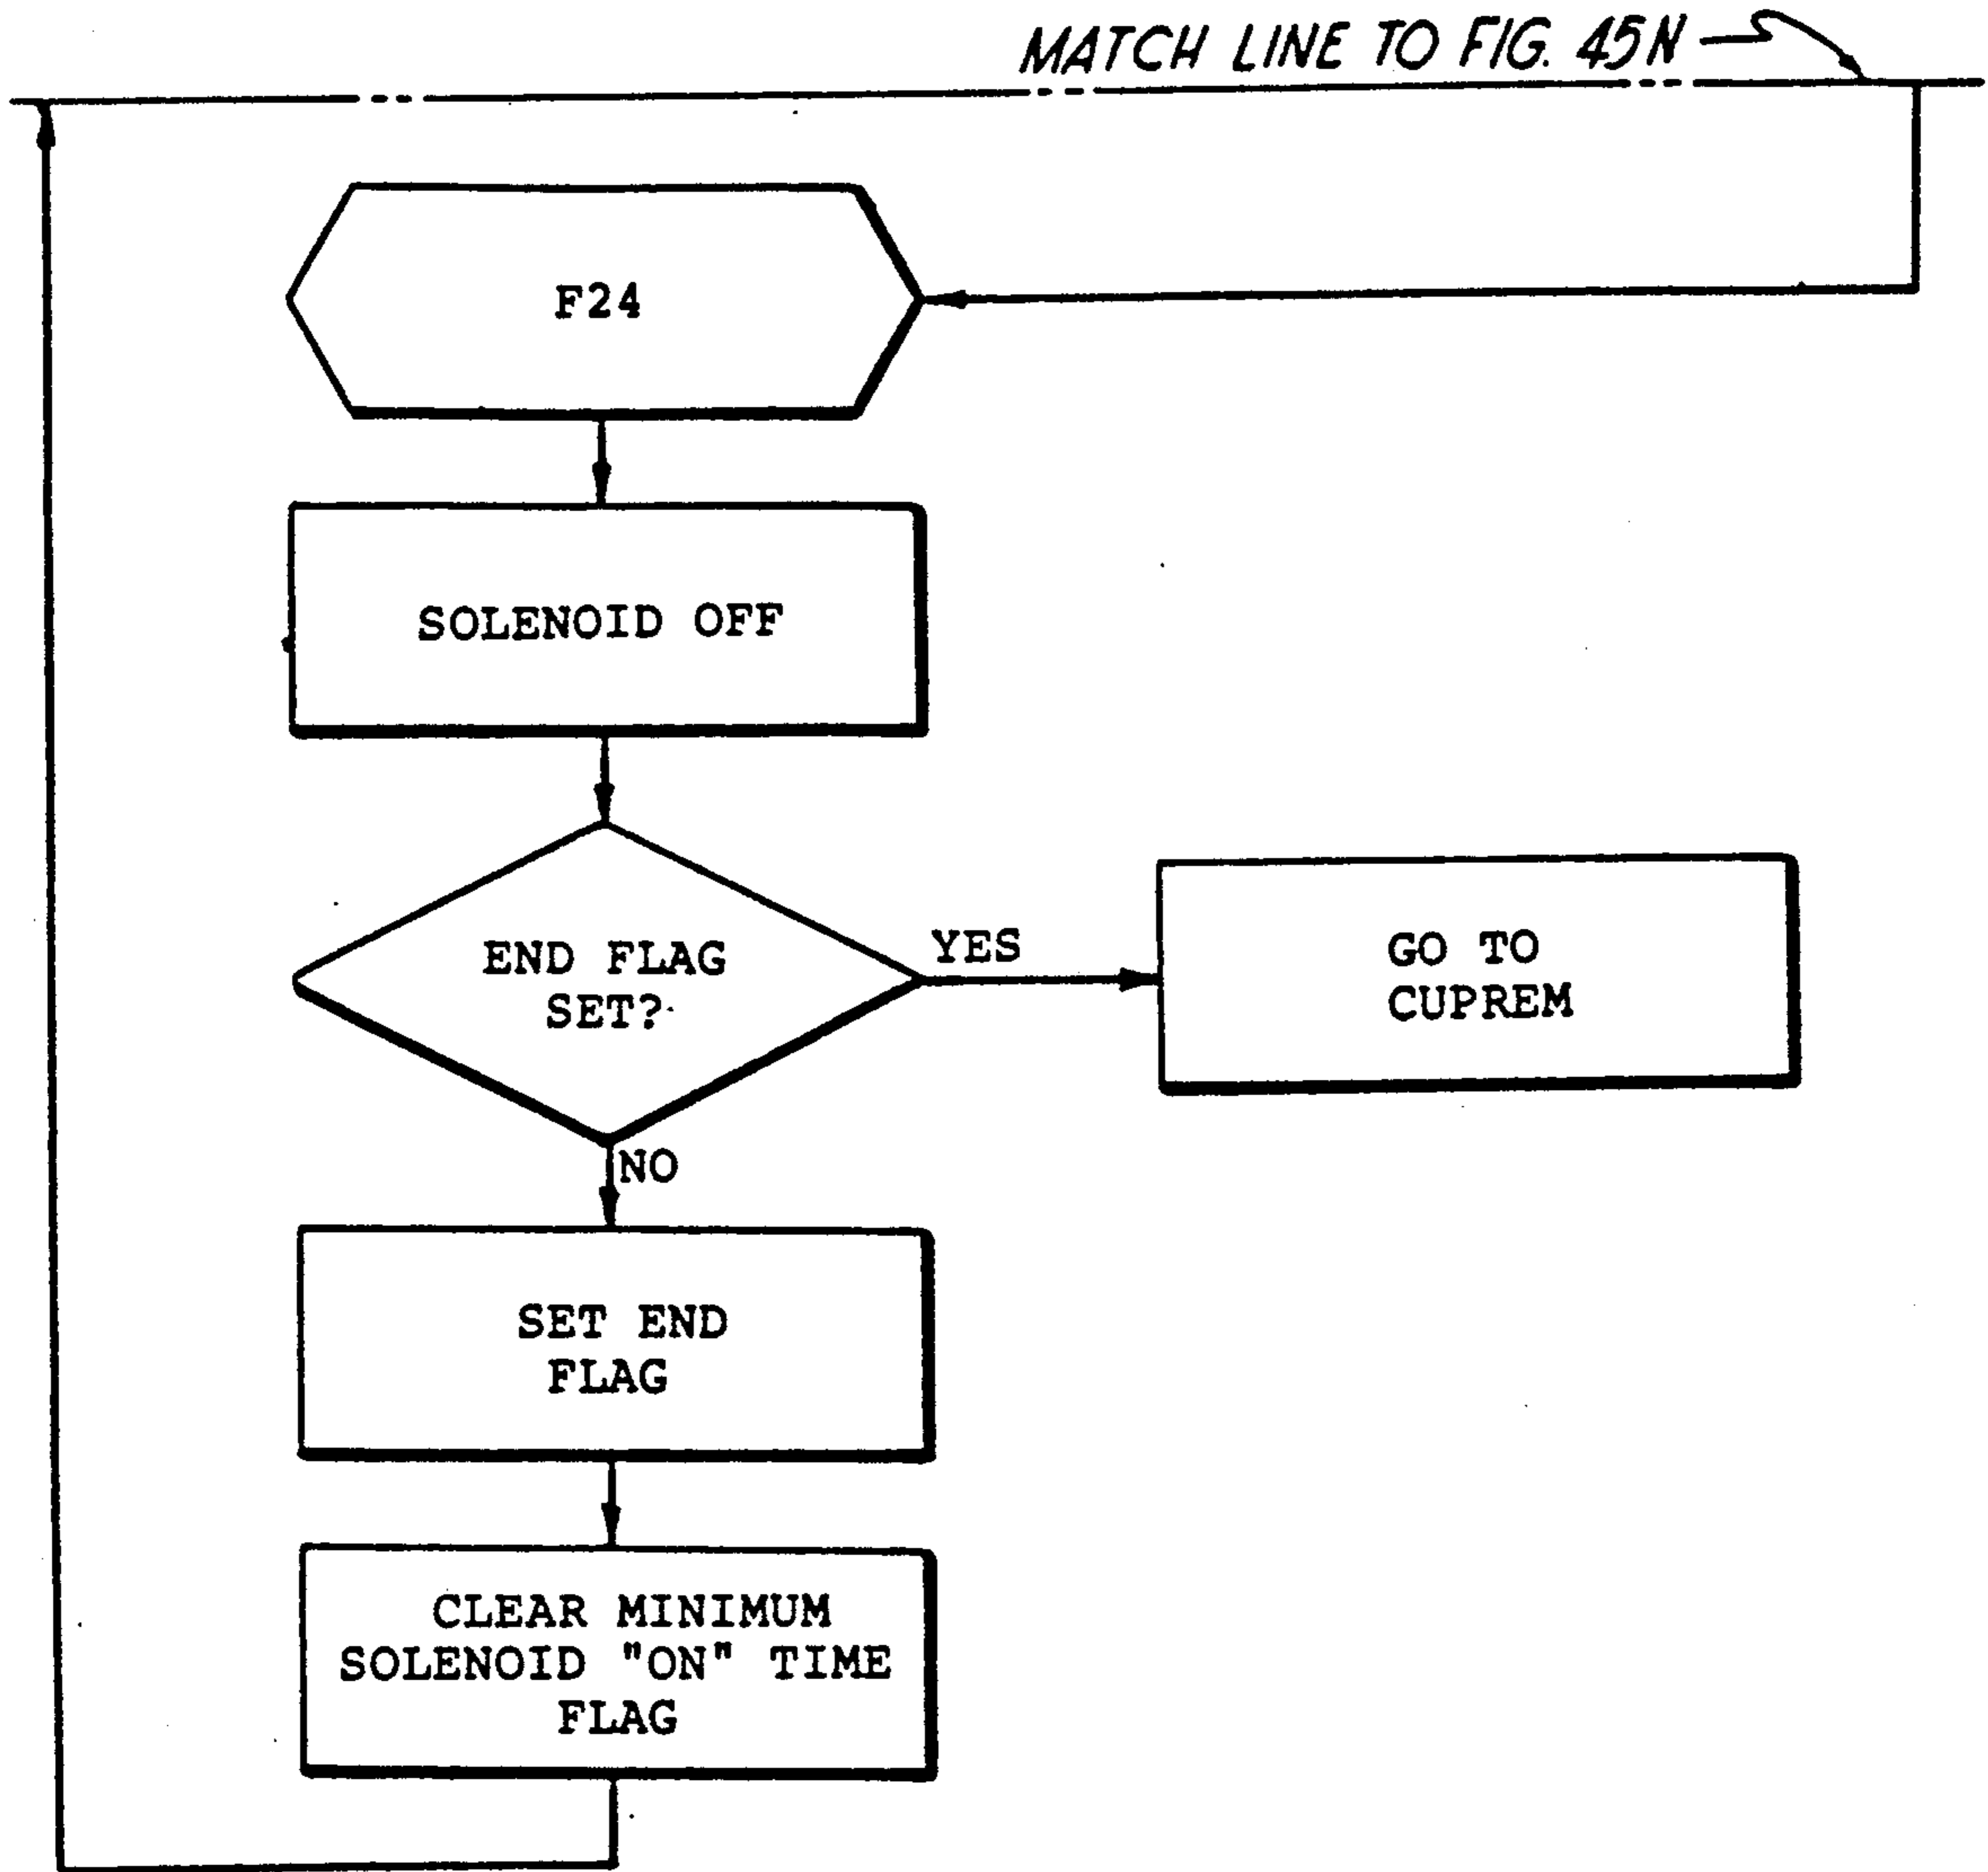 MATCH LINE TO FIG. 45N
F24
SOLENOID OFF
END FLAG
SET?
YES
GO TO
CUPREM
NO
SET END
FLAG
CLEAR MINIMUM
SOLENOID "ON" TIME
FLAG